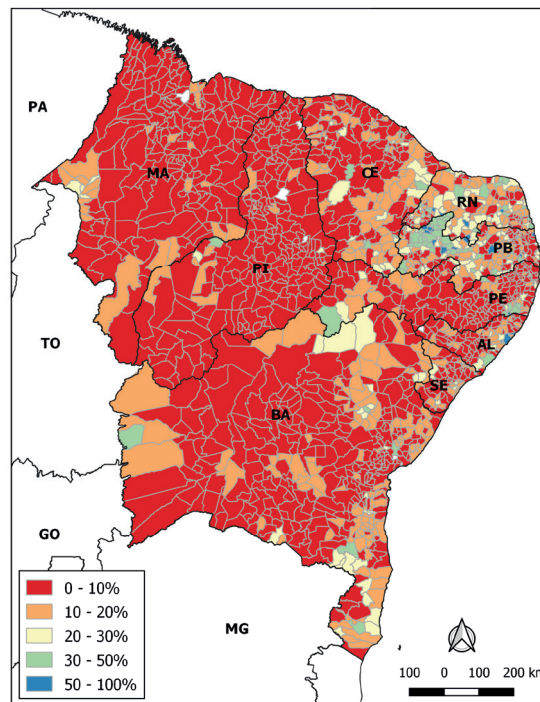 PA
MA
CE
RN
PB
PI
PE
TO
AL
SE
BA
GO
MG
0 - 10%
10 - 20%
20 - 30%
30 - 50%
50 - 100%
100 0 100 200 km